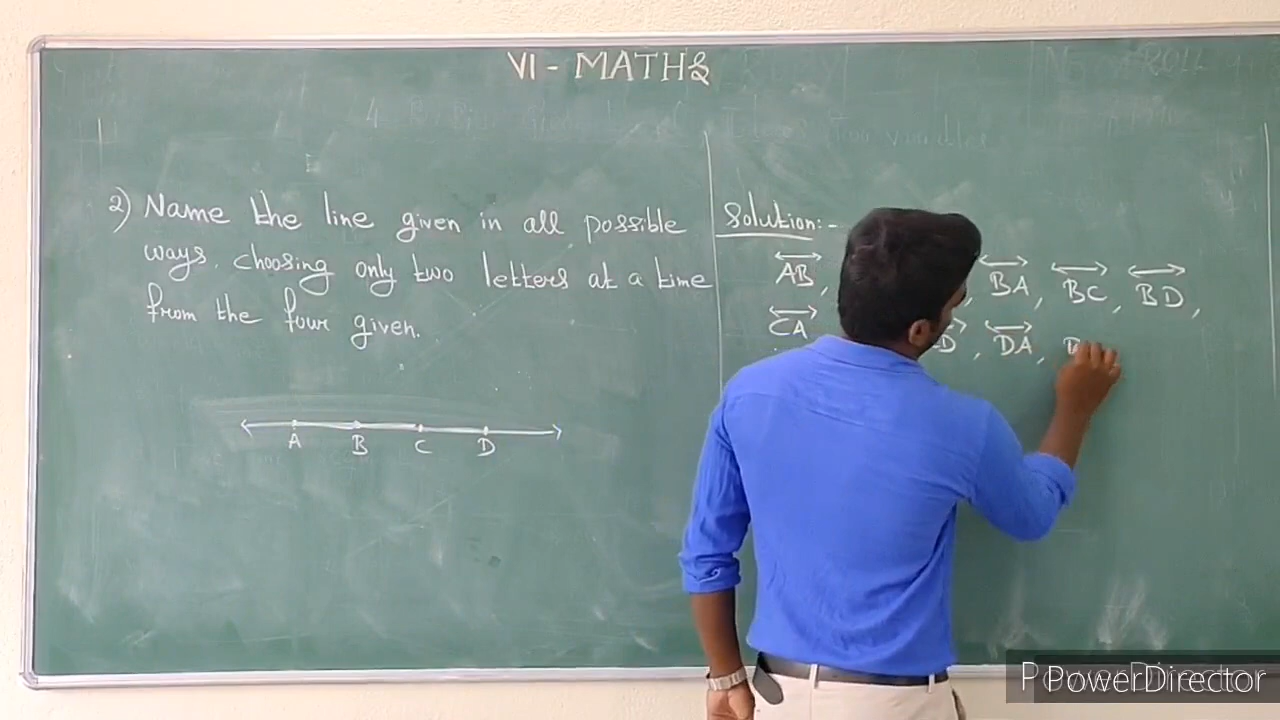 VI - MATHS
2) Name the line given in all possible
ways, choosing only two letters at a time
from the four given.
A B C D
Solution:-
AB, , BA, BC, BD,
CA D, DA,
PowerDirector